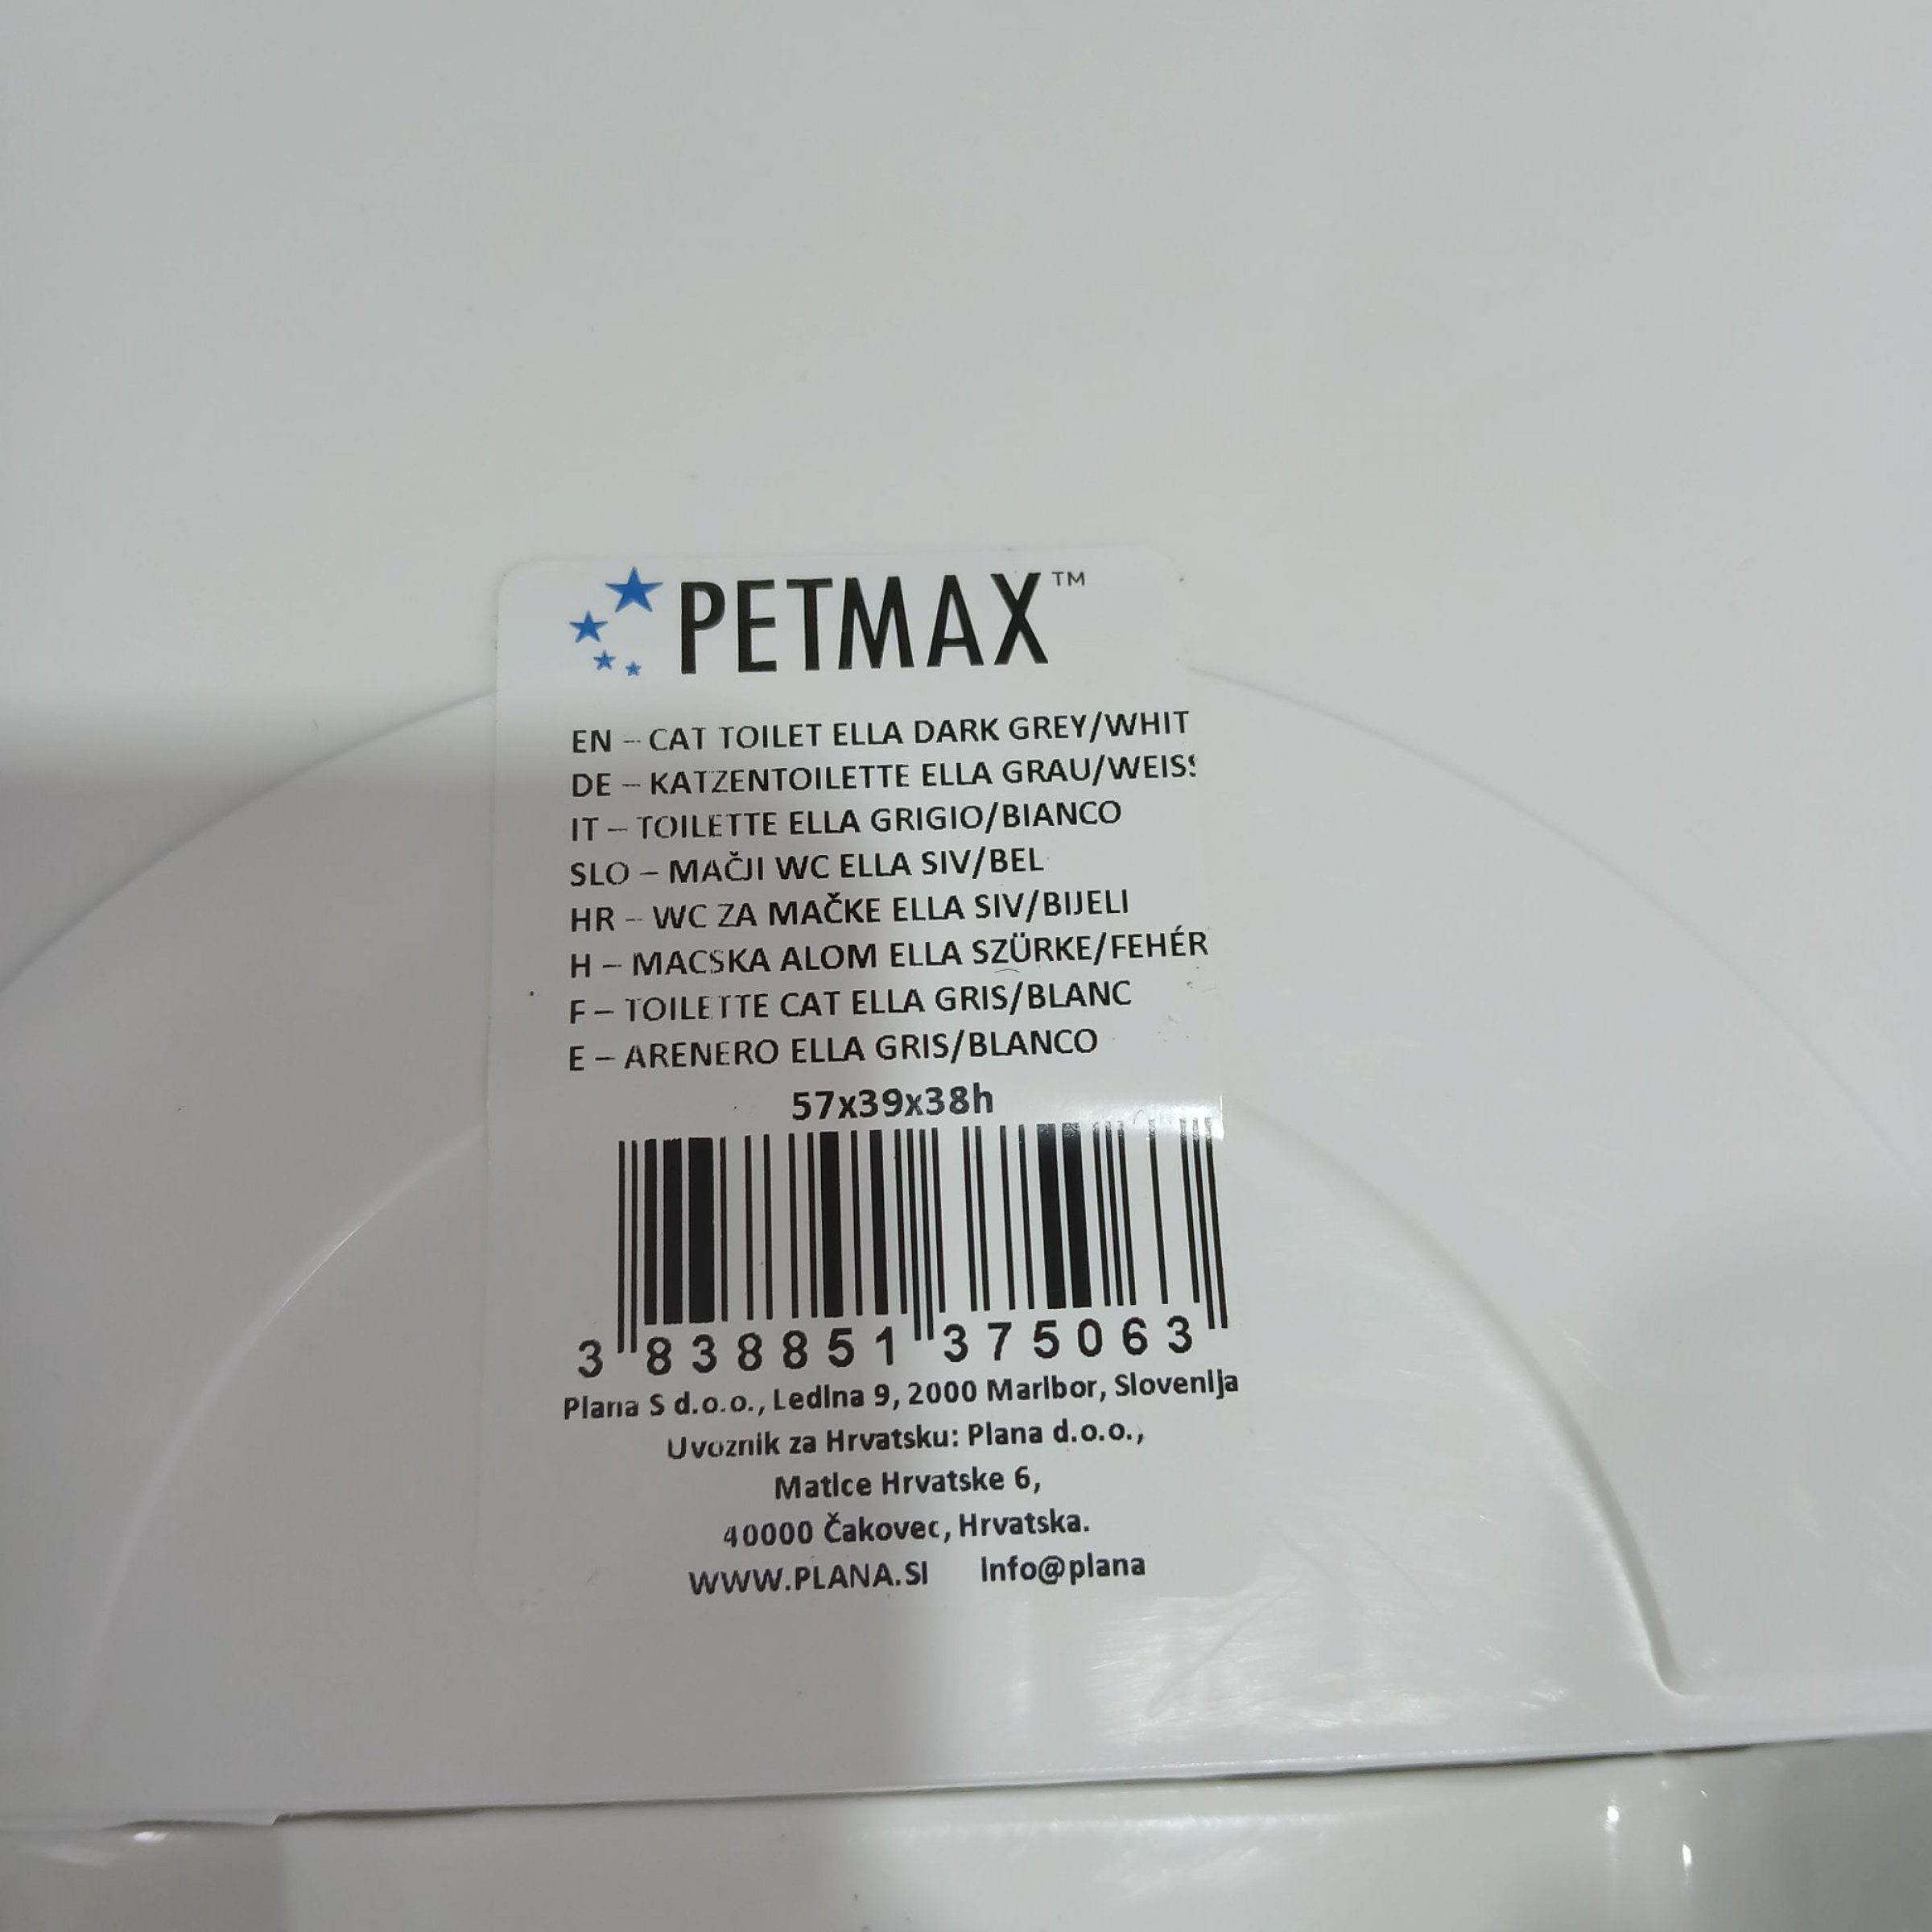 PETMAX™
EN – CAT TOILET ELLA DARK GREY/WHIT
DE – KATZENTOILETTE ELLA GRAU/WEISS
IT – TOILETTE ELLA GRIGIO/BIANCO
SLO – MAČJI WC ELLA SIV/BEL
HR – WC ZA MAČKE ELLA SIV/BIJELI
H – MACSKA ALOM ELLA SZÜRKE/FEHÉR
F – TOILETTE CAT ELLA GRIS/BLANC
E – ARENERO ELLA GRIS/BLANCO
57x39x38h
3 838851 375063
Plana S d.o.o., Ledina 9, 2000 Maribor, Slovenija
Uvoznik za Hrvatsku: Plana d.o.o.,
Matice Hrvatske 6,
40000 Čakovec, Hrvatska.
WWW.PLANA.SI Info@plana